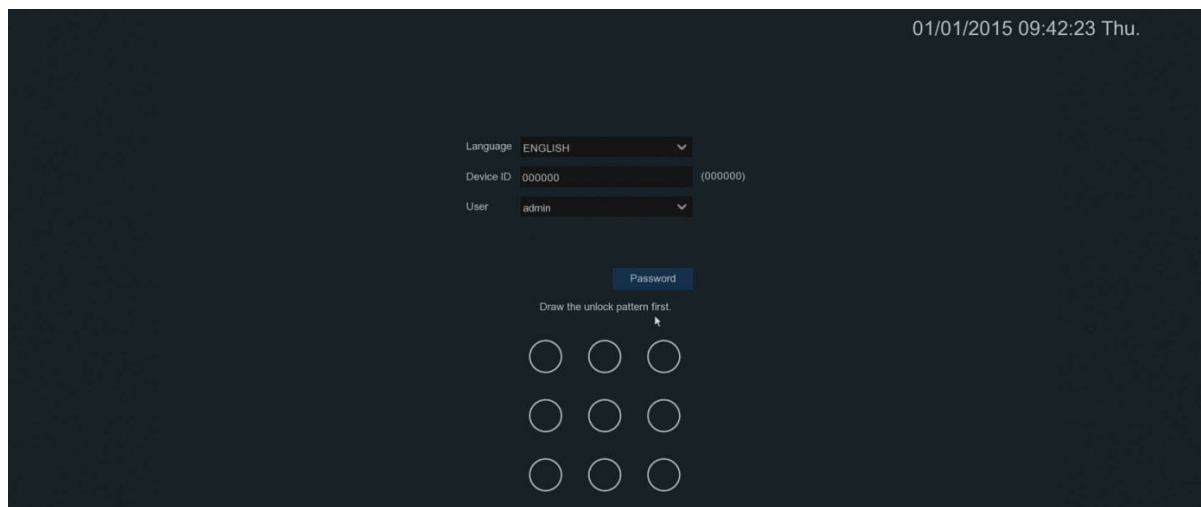 01/01/2015 09:42:23 Thu.
Language ENGLISH
Device ID 000000 (000000)
User admin
Password
Draw the unlock pattern first.